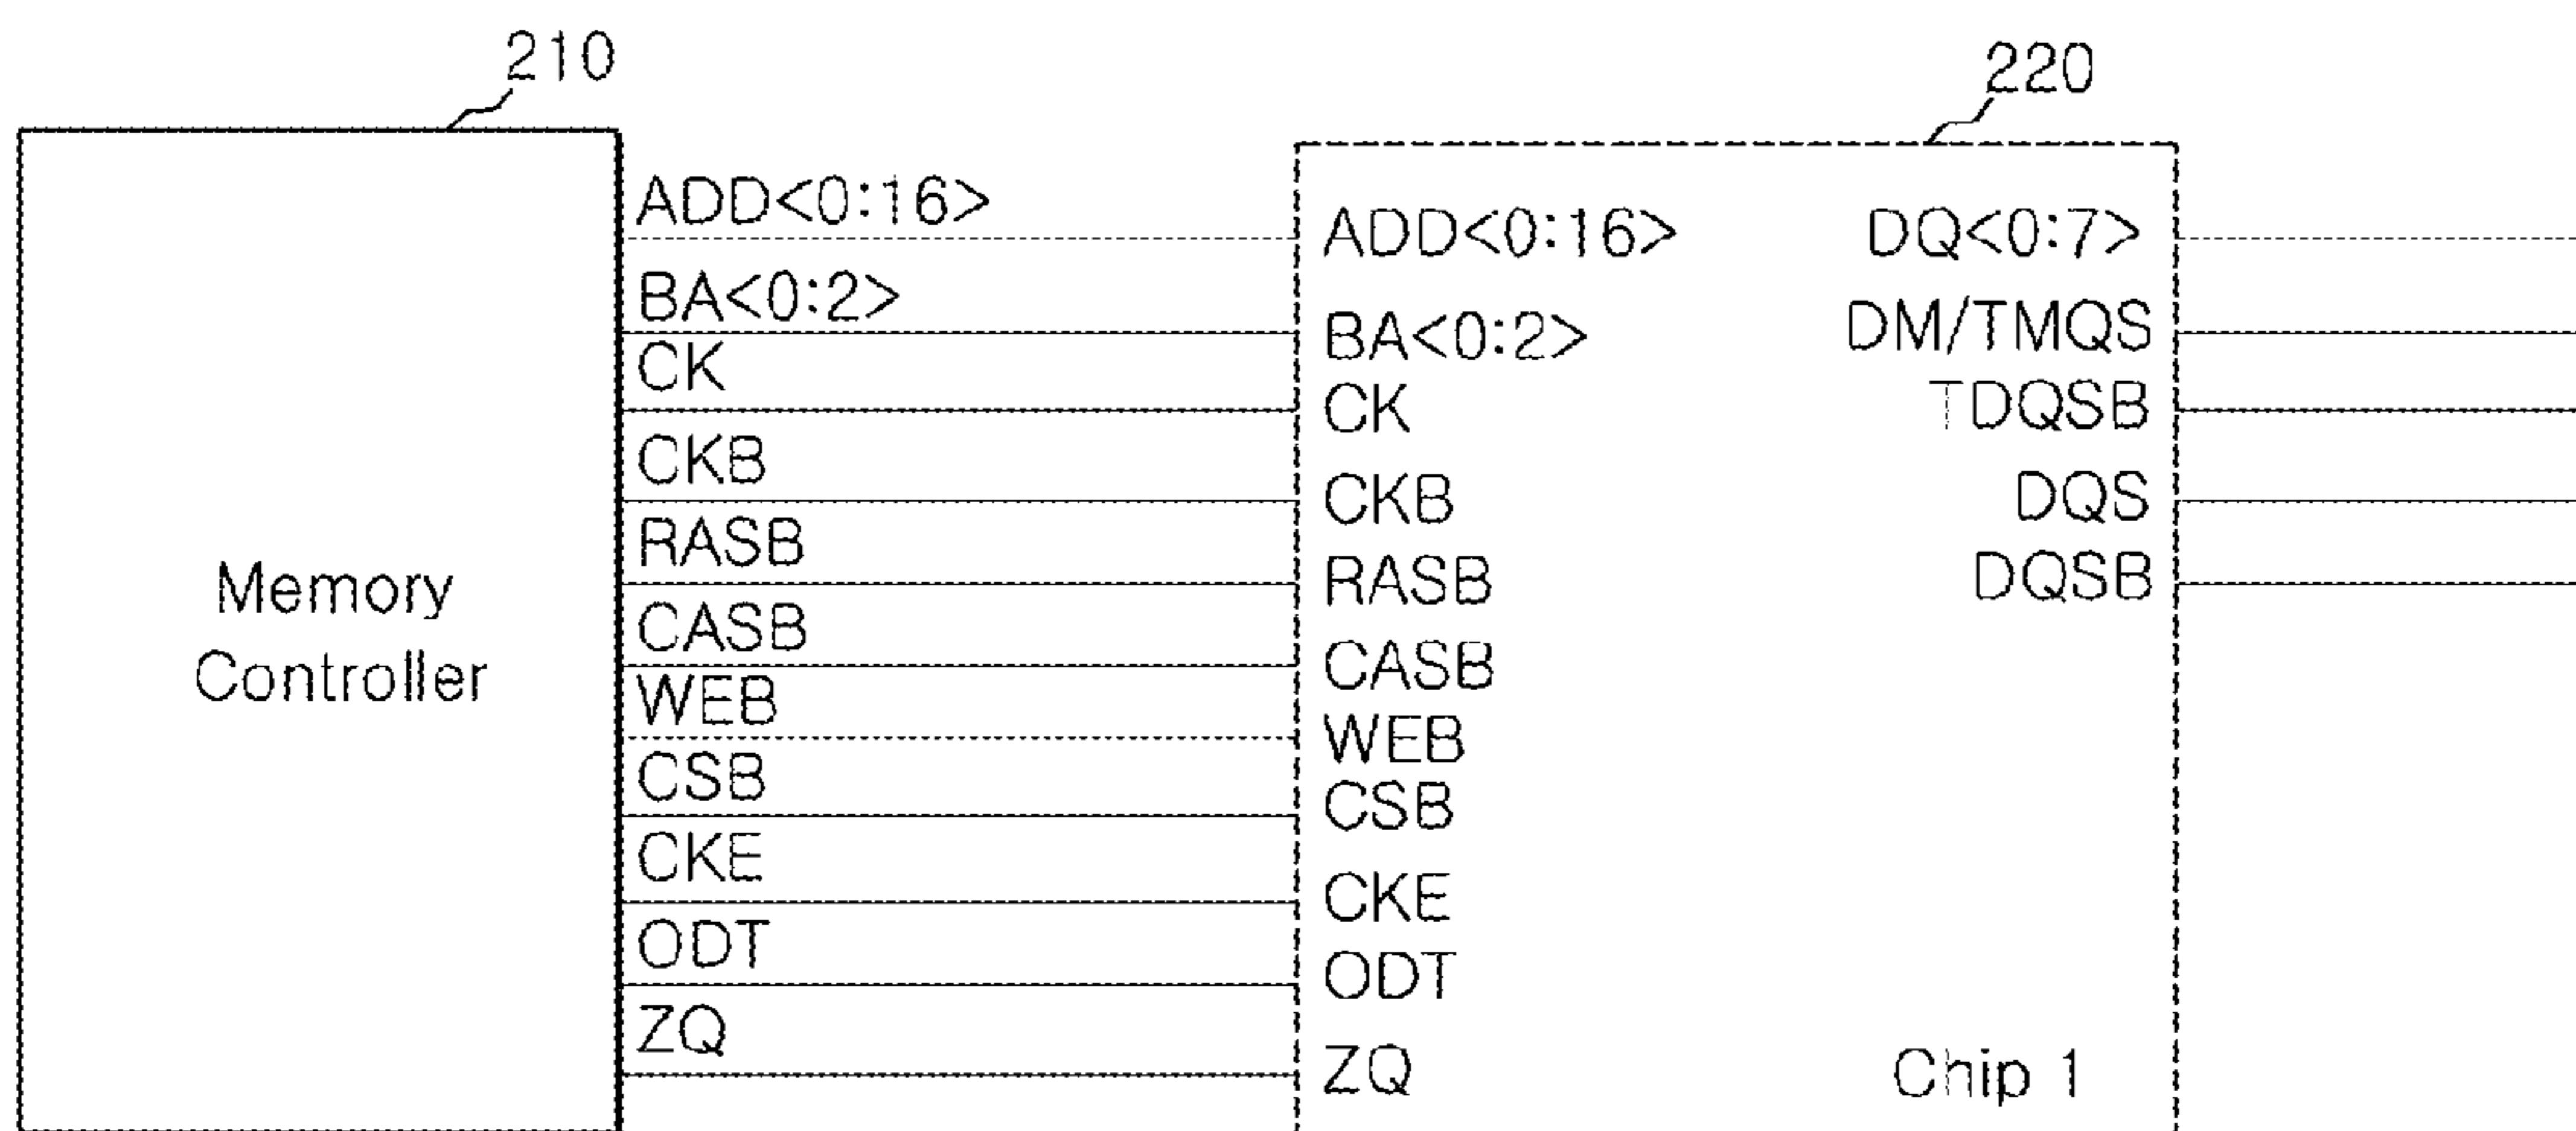 210
220
ADD<0:16>
BA<0:2>
CK
CKB
RASB
CASB
WEB
CSB
CKE
ODT
ZQ
Memory
Controller
ADD<0:16> DQ<0:7>
BA<0:2> DM/TMQS
CK TDQSB
CKB DQS
RASB DQSB
CASB
WEB
CSB
CKE
ODT
ZQ
Chip 1